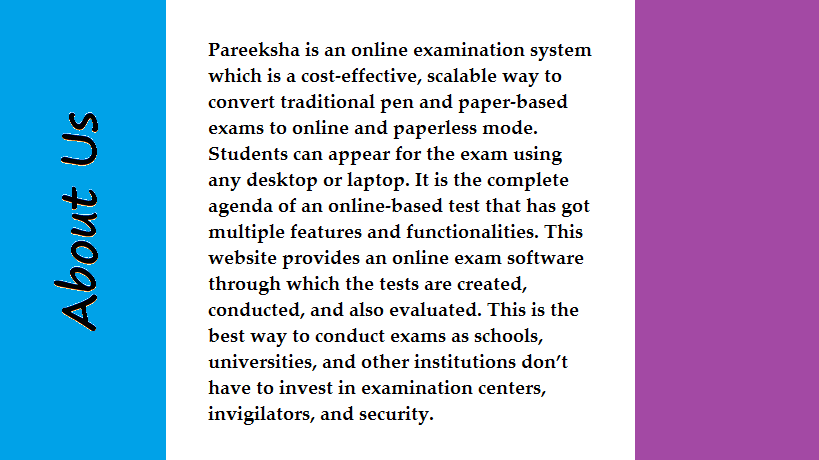 About Us
Pareeksha is an online examination system
which is a cost-effective, scalable way to
convert traditional pen and paper-based
exams to online and paperless mode.
Students can appear for the exam using
any desktop or laptop. It is the complete
agenda of an online-based test that has got
multiple features and functionalities. This
website provides an online exam software
through which the tests are created,
conducted, and also evaluated. This is the
best way to conduct exams as schools,
universities, and other institutions don’t
have to invest in examination centers,
invigilators, and security.